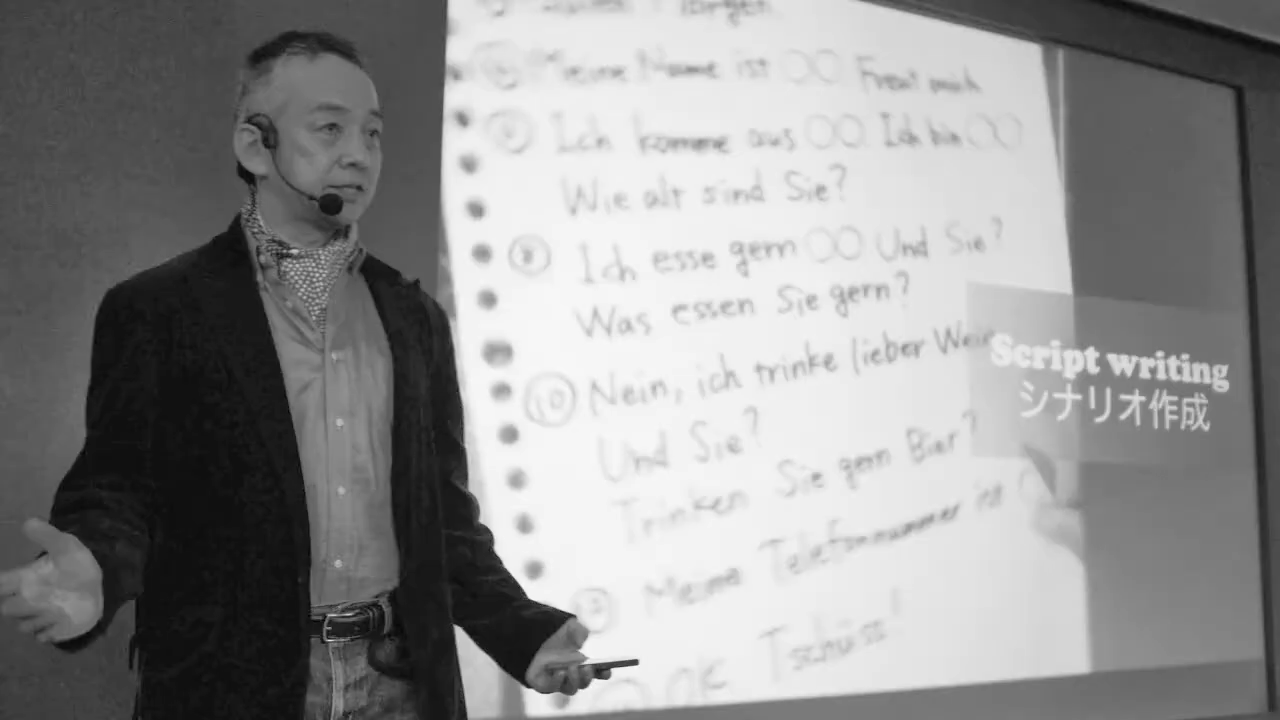 Meine Name ist ○○ Freut mich
Ich komme aus ○○ Ich bin ○○
Wie alt sind Sie?
⑧ Ich esse gern ○○ Und Sie?
Was essen Sie gern?
⑩ Nein, ich trinke lieber Wein
Und Sie?
Trinken Sie gern Bier?
Meine Telefonnummer ist
OK Tschüss!
Script writing
シナリオ作成